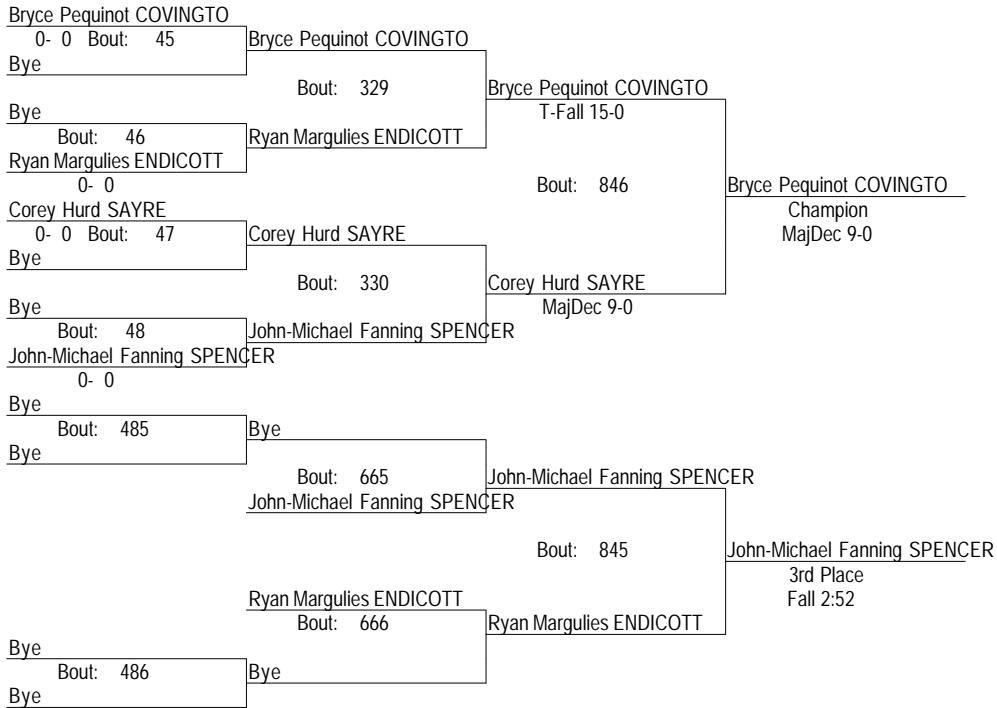 Bryce Pequinot COVINGTO
0- 0 Bout: 45
Bryce Pequinot COVINGTO
Bye
Bout: 329
Bryce Pequinot COVINGTO
Bye
T-Fall 15-0
Bout: 46
Ryan Margulies ENDICOTT
Ryan Margulies ENDICOTT
0- 0
Bout: 846
Bryce Pequinot COVINGTO
Corey Hurd SAYRE
Champion
0- 0 Bout: 47
Corey Hurd SAYRE
MajDec 9-0
Bye
Bout: 330
Corey Hurd SAYRE
Bye
MajDec 9-0
Bout: 48
John-Michael Fanning SPENCER
John-Michael Fanning SPENCER
0- 0
Bye
Bout: 485
Bye
Bye
Bout: 665
John-Michael Fanning SPENCER
John-Michael Fanning SPENCER
Bout: 845
John-Michael Fanning SPENCER
3rd Place
Ryan Margulies ENDICOTT
Fall 2:52
Bout: 666
Ryan Margulies ENDICOTT
Bye
Bout: 486
Bye
Bye